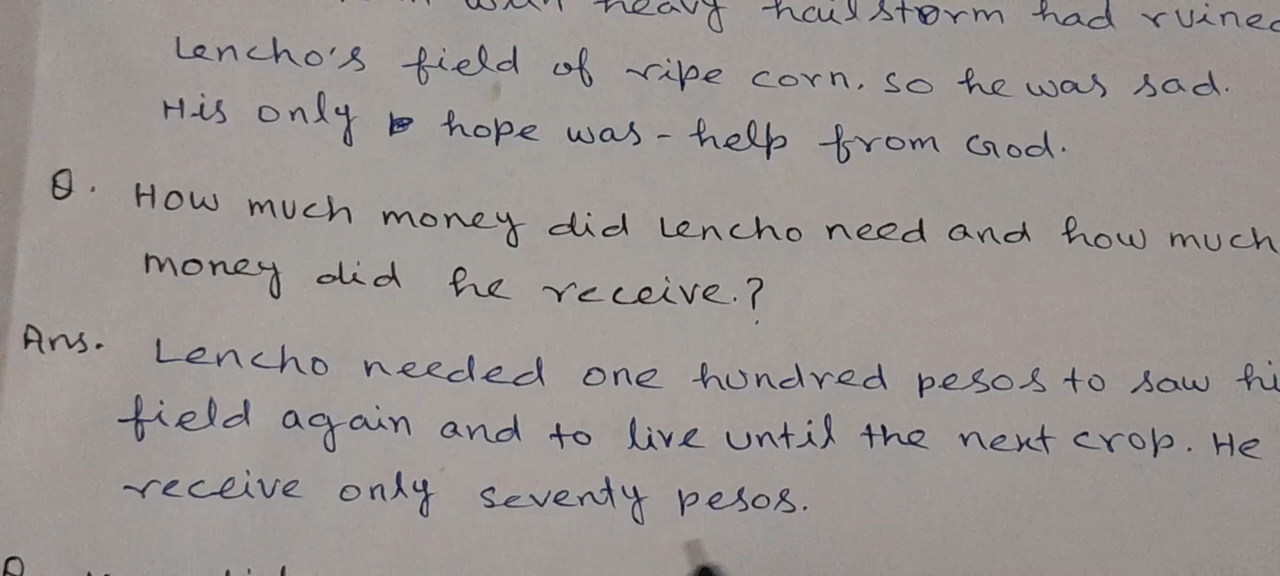 heavy hailstorm had ruined
Lencho's field of ripe corn. so he was sad.
His only hope was - help from God.
Q. How much money did Lencho need and how much
money did he receive.?
Ans. Lencho needed one hundred pesos to saw hi
field again and to live until the next crop. He
receive only seventy pesos.